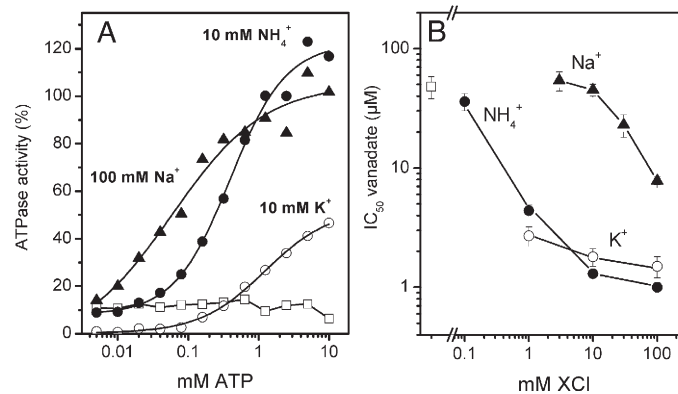 A
B
10 mM NH₄⁺
100 mM Na⁺
10 mM K⁺
ATPase activity (%)
120
100
80
60
40
20
0
0.01
0.1
1
10
mM ATP
Na⁺
NH₄⁺
K⁺
IC₅₀ vanadate (µM)
100
10
1
0.1
1
10
100
mM XCl